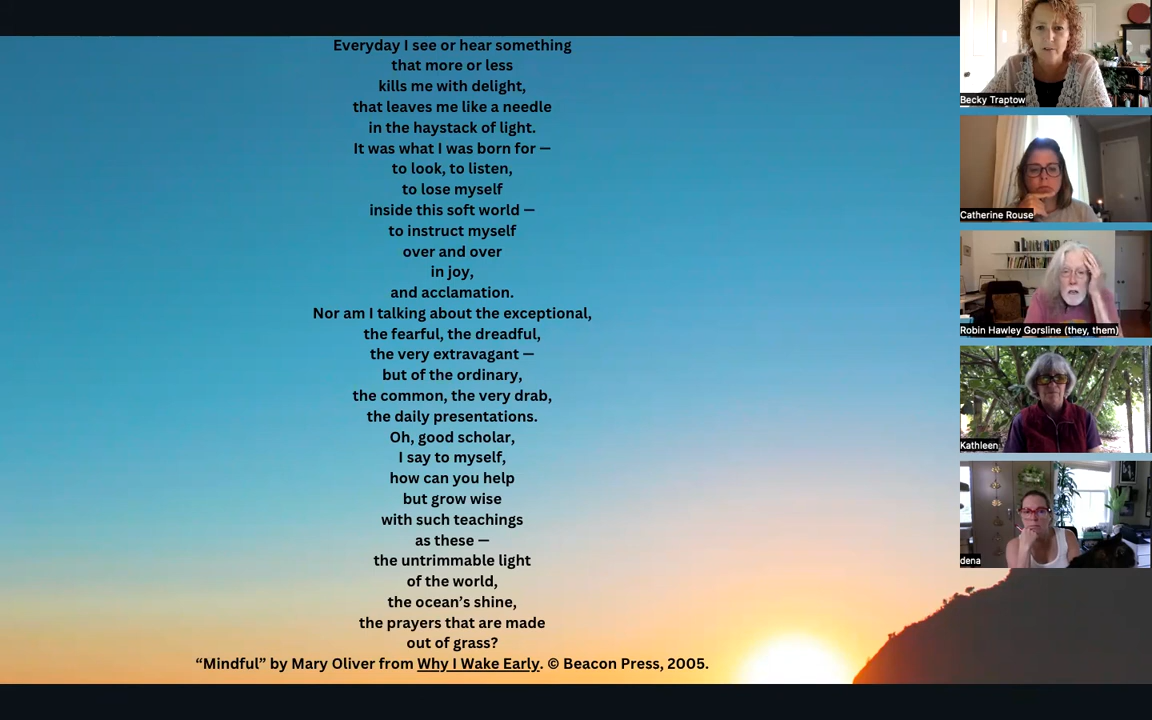 Everyday I see or hear something
that more or less
kills me with delight,
that leaves me like a needle
in the haystack of light.
It was what I was born for —
to look, to listen,
to lose myself
inside this soft world —
to instruct myself
over and over
in joy,
and acclamation.
Nor am I talking about the exceptional,
the fearful, the dreadful,
the very extravagant —
but of the ordinary,
the common, the very drab,
the daily presentations.
Oh, good scholar,
I say to myself,
how can you help
but grow wise
with such teachings
as these —
the untrimmable light
of the world,
the ocean’s shine,
the prayers that are made
out of grass?
“Mindful” by Mary Oliver from Why I Wake Early. © Beacon Press, 2005.
Becky Traptow
Catherine Rouse
Robin Hawley Gorsline (they, them)
Kathleen
dena